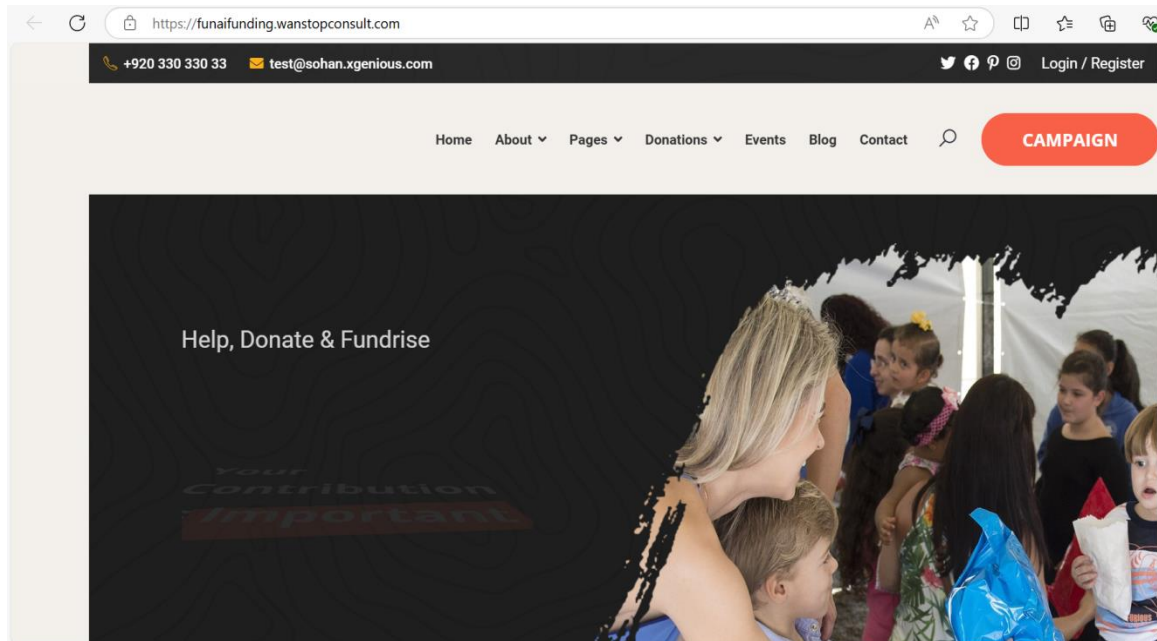 https://funaifunding.wanstopconsult.com
+920 330 330 33 test@sohan.xgenious.com Login / Register
Home About Pages Donations Events Blog Contact CAMPAIGN
Help, Donate & Fundrise
Your
Contribution
Important